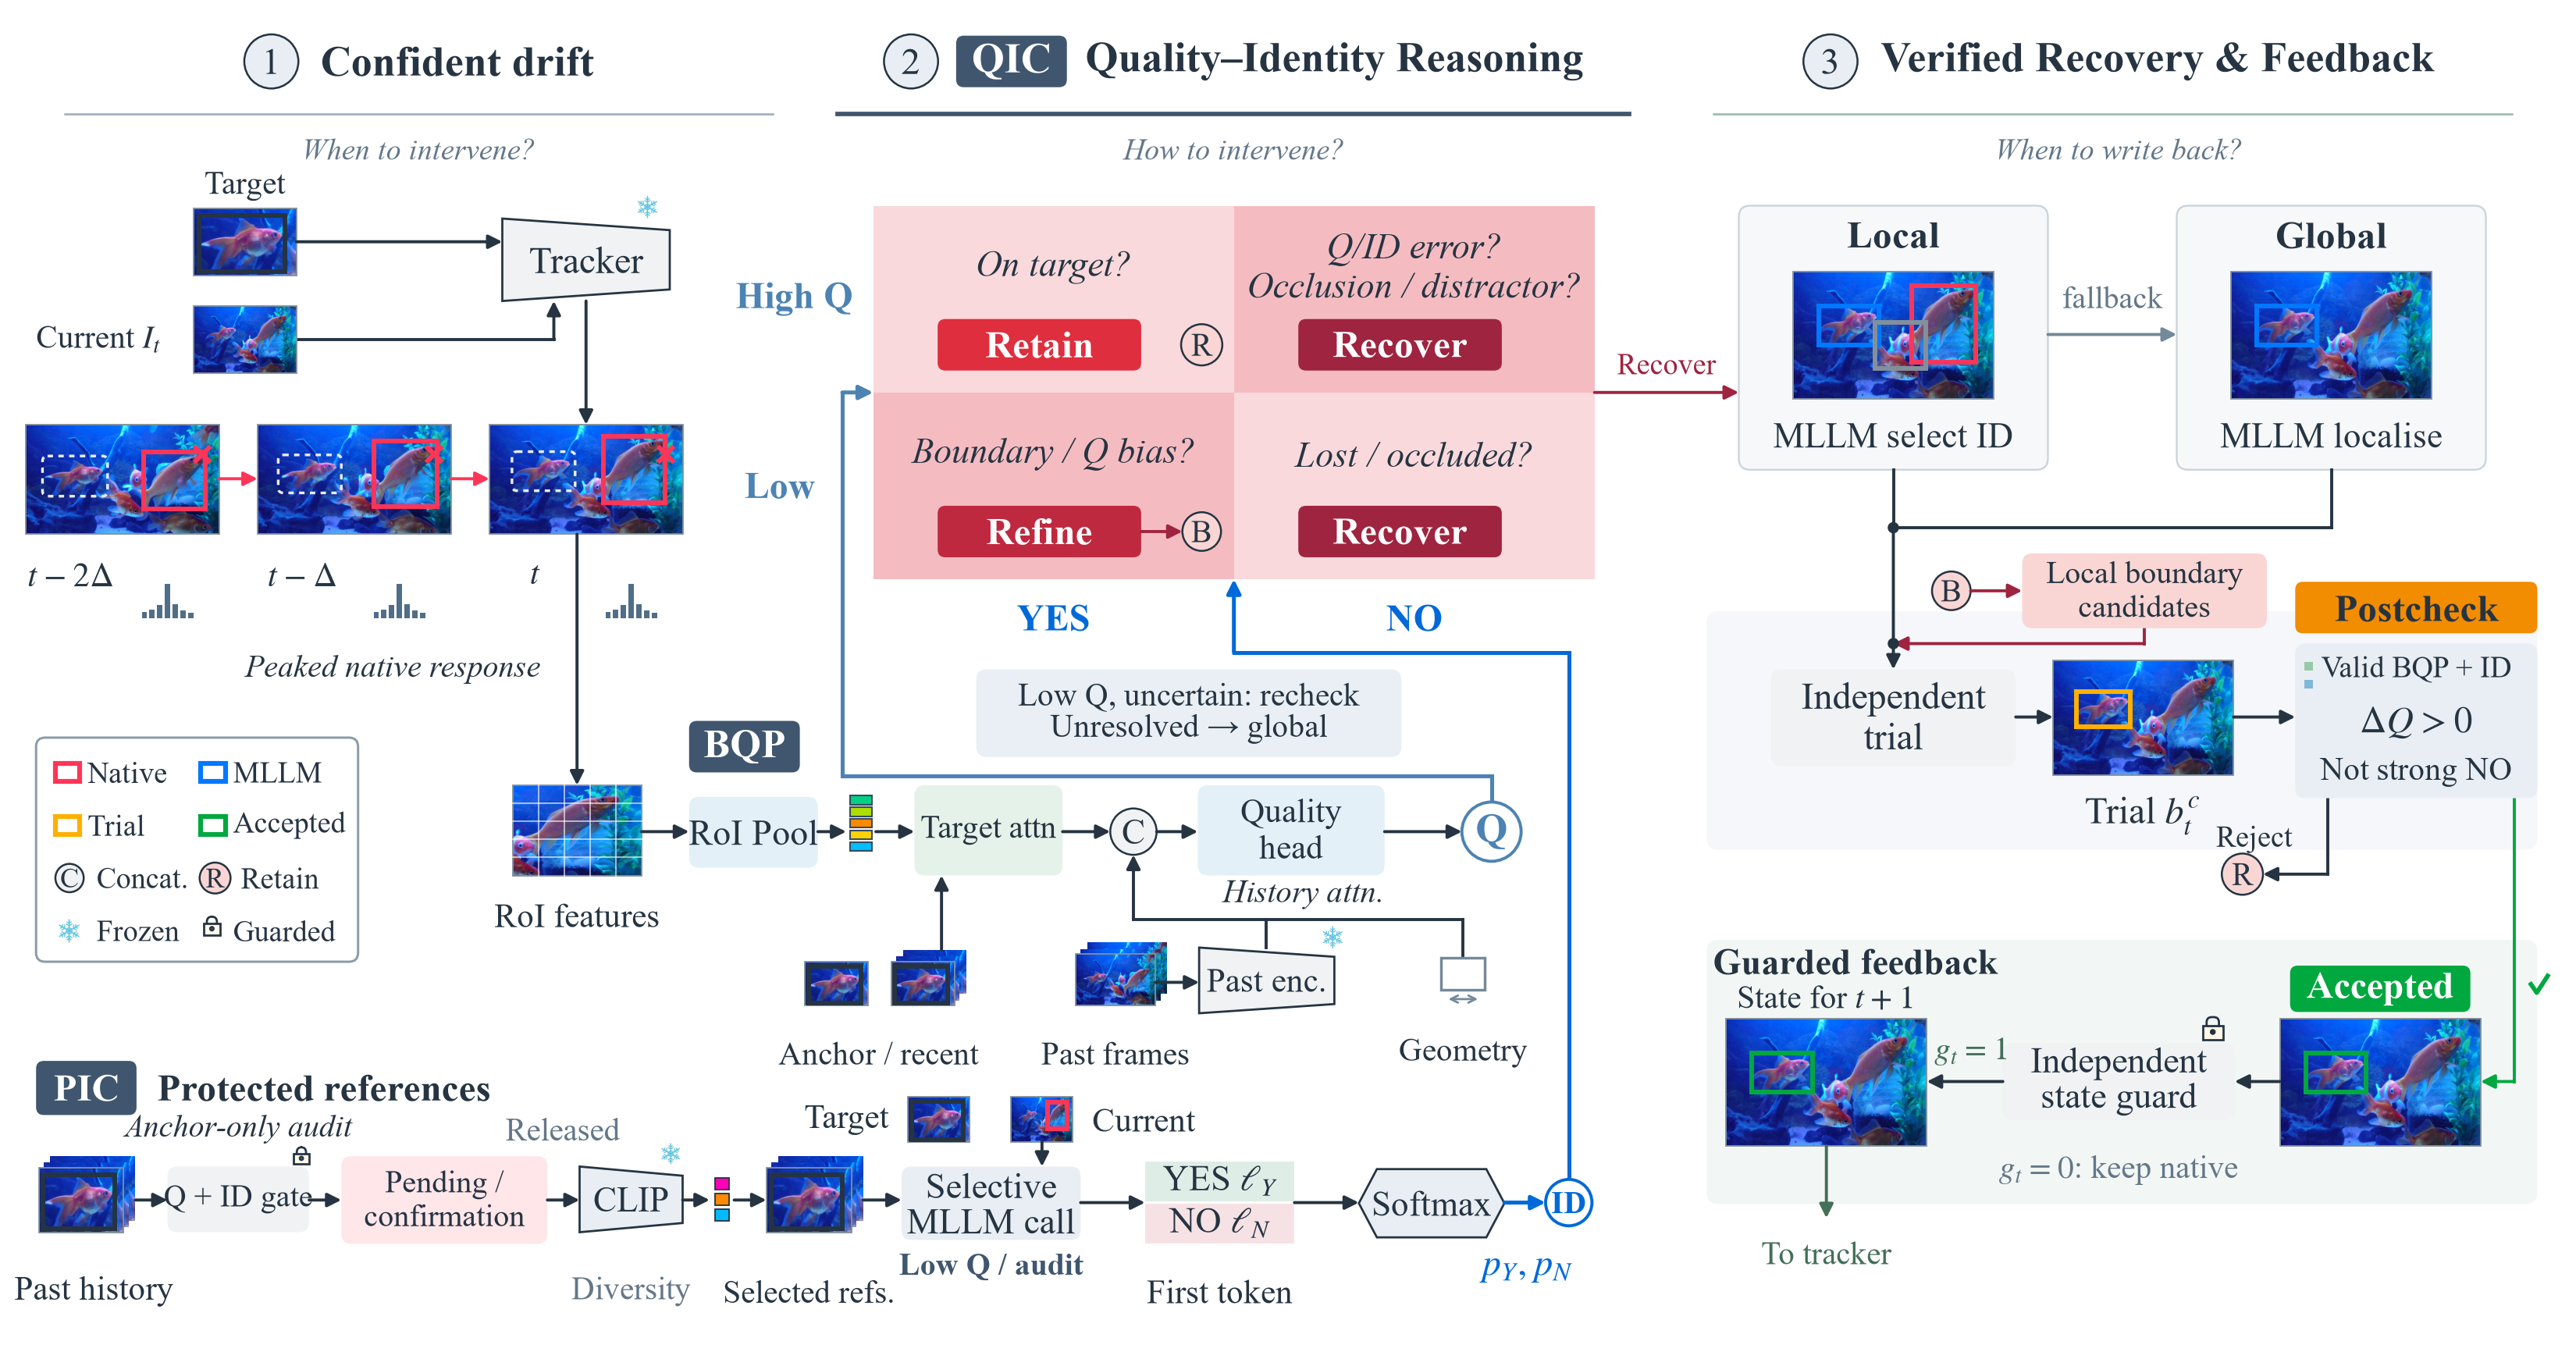 1 Confident drift
When to intervene?
Target
Tracker
Current I_t
t − 2Δ
t − Δ
t
Peaked native response
Native
MLLM
Trial
Accepted
C Concat.
R Retain
Frozen
Guarded
2 QIC Quality–Identity Reasoning
How to intervene?
High Q
Low
On target?
Retain
R
Q/ID error?
Occlusion / distractor?
Recover
Boundary / Q bias?
Refine
B
Lost / occluded?
Recover
YES
NO
Low Q, uncertain: recheck
Unresolved → global
BQP
RoI features
RoI Pool
Target attn
C
Quality
head
Q
History attn.
Past enc.
Anchor / recent
Past frames
Geometry
PIC Protected references
Anchor-only audit
Past history
Q + ID gate
Pending /
confirmation
Released
CLIP
Diversity
Selected refs.
Target
Current
Selective
MLLM call
Low Q / audit
YES ℓ_Y
NO ℓ_N
First token
Softmax
ID
p_Y, p_N
3 Verified Recovery & Feedback
When to write back?
Recover
Local
MLLM select ID
fallback
Global
MLLM localise
B
Local boundary
candidates
Postcheck
Valid BQP + ID
ΔQ > 0
Not strong NO
Independent
trial
Trial b_t^c
Reject
R
Guarded feedback
State for t + 1
Accepted
g_t = 1
Independent
state guard
g_t = 0: keep native
To tracker